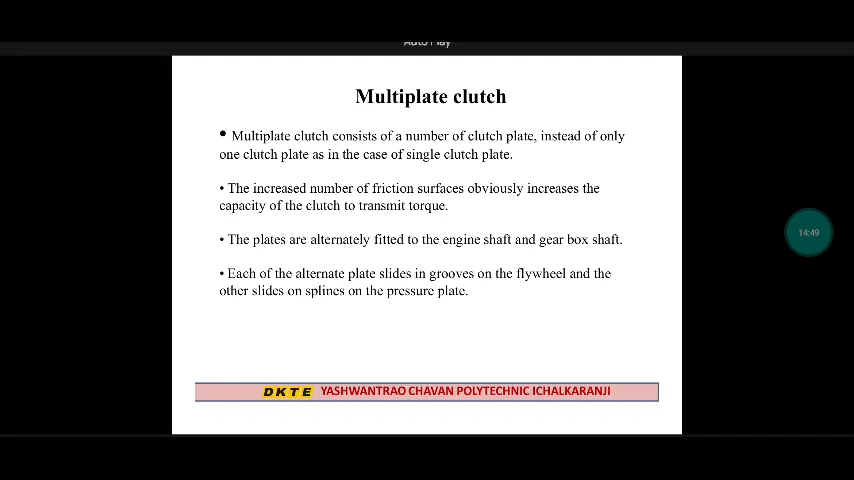 Auto Play
Multiplate clutch
• Multiplate clutch consists of a number of clutch plate, instead of only
one clutch plate as in the case of single clutch plate.
• The increased number of friction surfaces obviously increases the
capacity of the clutch to transmit torque.
• The plates are alternately fitted to the engine shaft and gear box shaft.
• Each of the alternate plate slides in grooves on the flywheel and the
other slides on splines on the pressure plate.
14:49
DKTE YASHWANTRAO CHAVAN POLYTECHNIC ICHALKARANJI